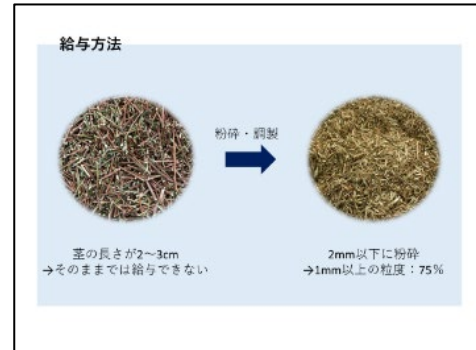 給与方法
粉砕・調製
茎の長さが2～3cm
→そのままでは給与できない
2mm以下に粉砕
→1mm以上の粒度：75%